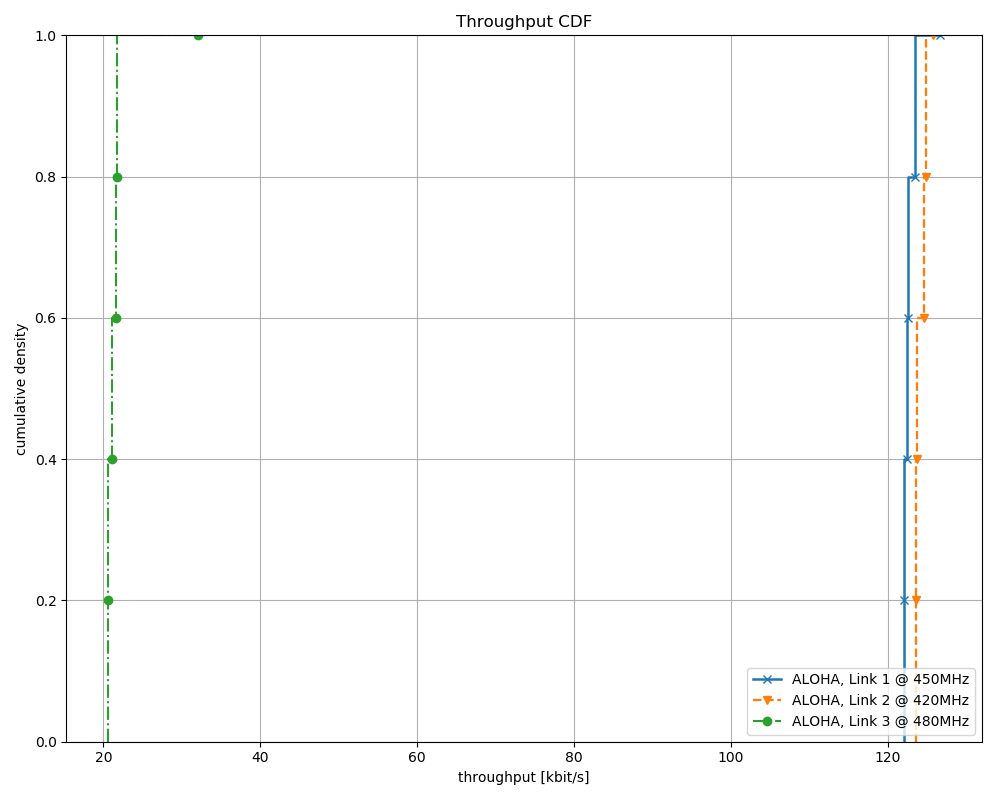 Throughput CDF
1.0
0.8
0.6
0.4
0.2
0.0
cumulative density
20 40 60 80 100 120
throughput [kbit/s]
ALOHA, Link 1 @ 450MHz
ALOHA, Link 2 @ 420MHz
ALOHA, Link 3 @ 480MHz